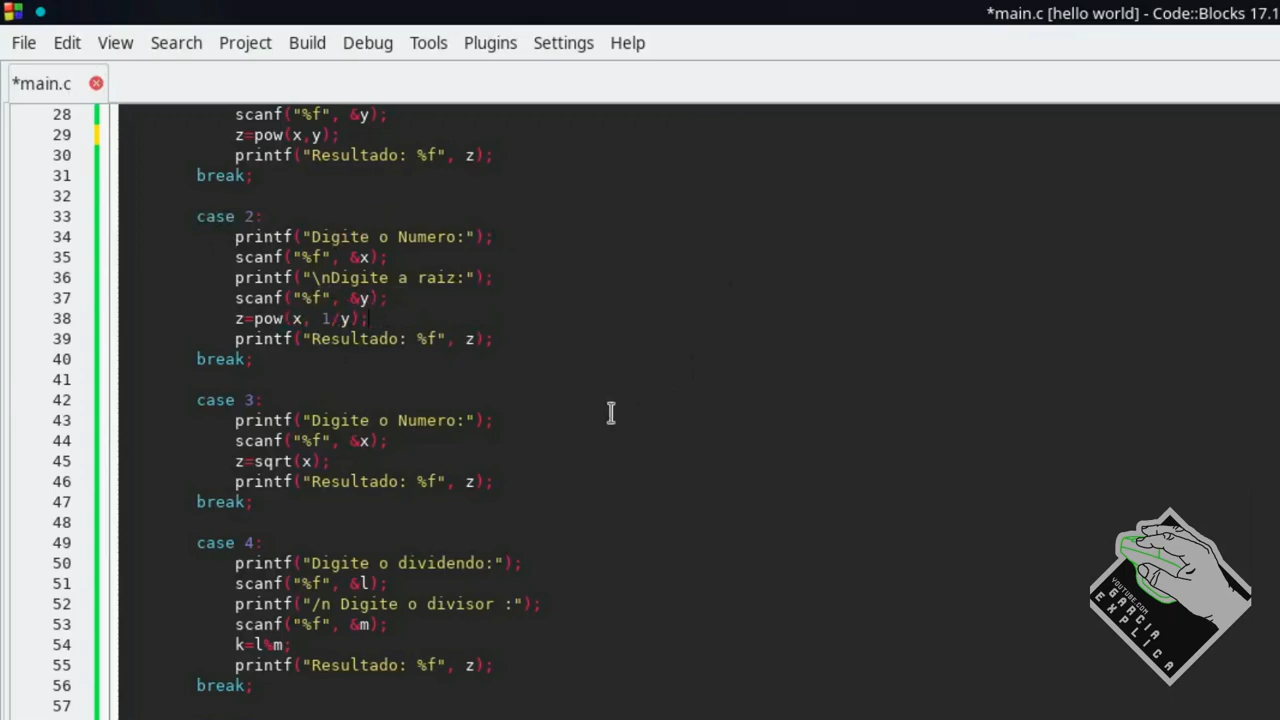 *main.c [hello world] - Code::Blocks 17.1
File Edit View Search Project Build Debug Tools Plugins Settings Help
*main.c
28 scanf("%f", &y);
29 z=pow(x,y);
30 printf("Resultado: %f", z);
31 break;
32
33 case 2:
34 printf("Digite o Numero:");
35 scanf("%f", &x);
36 printf("\nDigite a raiz:");
37 scanf("%f", &y);
38 z=pow(x, 1/y);
39 printf("Resultado: %f", z);
40 break;
41
42 case 3:
43 printf("Digite o Numero:");
44 scanf("%f", &x);
45 z=sqrt(x);
46 printf("Resultado: %f", z);
47 break;
48
49 case 4:
50 printf("Digite o dividendo:");
51 scanf("%f", &l);
52 printf("/n Digite o divisor :");
53 scanf("%f", &m);
54 k=l%m;
55 printf("Resultado: %f", z);
56 break;
57
YOUTUBE.COM
GARCIA
EXPLICA